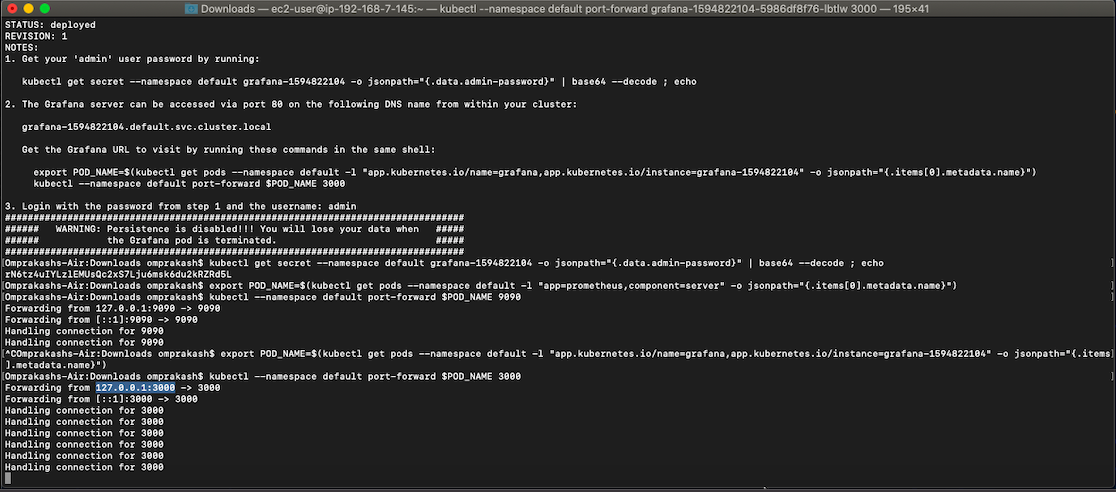 Downloads — ec2-user@ip-192-168-7-145:~ — kubectl --namespace default port-forward grafana-1594822104-5986df8f76-lbtlw 3000 — 195×41
STATUS: deployed
REVISION: 1
NOTES:
1. Get your 'admin' user password by running:
kubectl get secret --namespace default grafana-1594822104 -o jsonpath="{.data.admin-password}" | base64 --decode ; echo
2. The Grafana server can be accessed via port 80 on the following DNS name from within your cluster:
grafana-1594822104.default.svc.cluster.local
Get the Grafana URL to visit by running these commands in the same shell:
export POD_NAME=$(kubectl get pods --namespace default -l "app.kubernetes.io/name=grafana,app.kubernetes.io/instance=grafana-1594822104" -o jsonpath="{.items[0].metadata.name}")
kubectl --namespace default port-forward $POD_NAME 3000
3. Login with the password from step 1 and the username: admin
#################################################################################
######   WARNING: Persistence is disabled!!! You will lose your data when   #####
######            the Grafana pod is terminated.                            #####
#################################################################################
[Omprakashs-Air:Downloads omprakash$ kubectl get secret --namespace default grafana-1594822104 -o jsonpath="{.data.admin-password}" | base64 --decode ; echo ]
rN6tz4uIYLzlEMUsQc2xS7Lju6msk6du2kRZRd5L
[Omprakashs-Air:Downloads omprakash$ export POD_NAME=$(kubectl get pods --namespace default -l "app=prometheus,component=server" -o jsonpath="{.items[0].metadata.name}") ]
[Omprakashs-Air:Downloads omprakash$ kubectl --namespace default port-forward $POD_NAME 9090 ]
Forwarding from 127.0.0.1:9090 -> 9090
Forwarding from [::1]:9090 -> 9090
Handling connection for 9090
Handling connection for 9090
[^COmprakashs-Air:Downloads omprakash$ export POD_NAME=$(kubectl get pods --namespace default -l "app.kubernetes.io/name=grafana,app.kubernetes.io/instance=grafana-1594822104" -o jsonpath="{.items[0]
].metadata.name}")
[Omprakashs-Air:Downloads omprakash$ kubectl --namespace default port-forward $POD_NAME 3000 ]
Forwarding from 127.0.0.1:3000 -> 3000
Forwarding from [::1]:3000 -> 3000
Handling connection for 3000
Handling connection for 3000
Handling connection for 3000
Handling connection for 3000
Handling connection for 3000
Handling connection for 3000